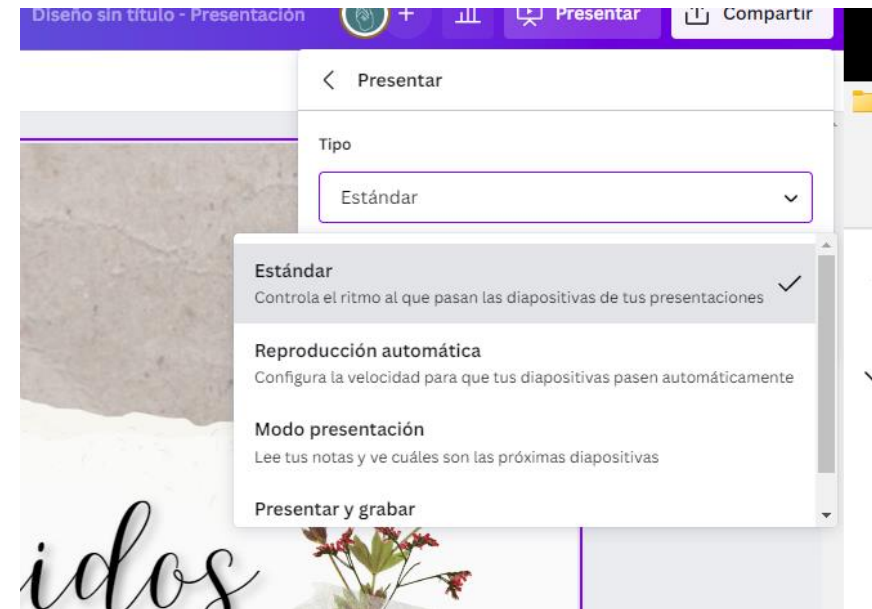 Diseño sin título - Presentación
Presentar
Compartir
Presentar
Tipo
Estándar
Estándar
Controla el ritmo al que pasan las diapositivas de tus presentaciones
Reproducción automática
Configura la velocidad para que tus diapositivas pasen automáticamente
Modo presentación
Lee tus notas y ve cuáles son las próximas diapositivas
Presentar y grabar
idos